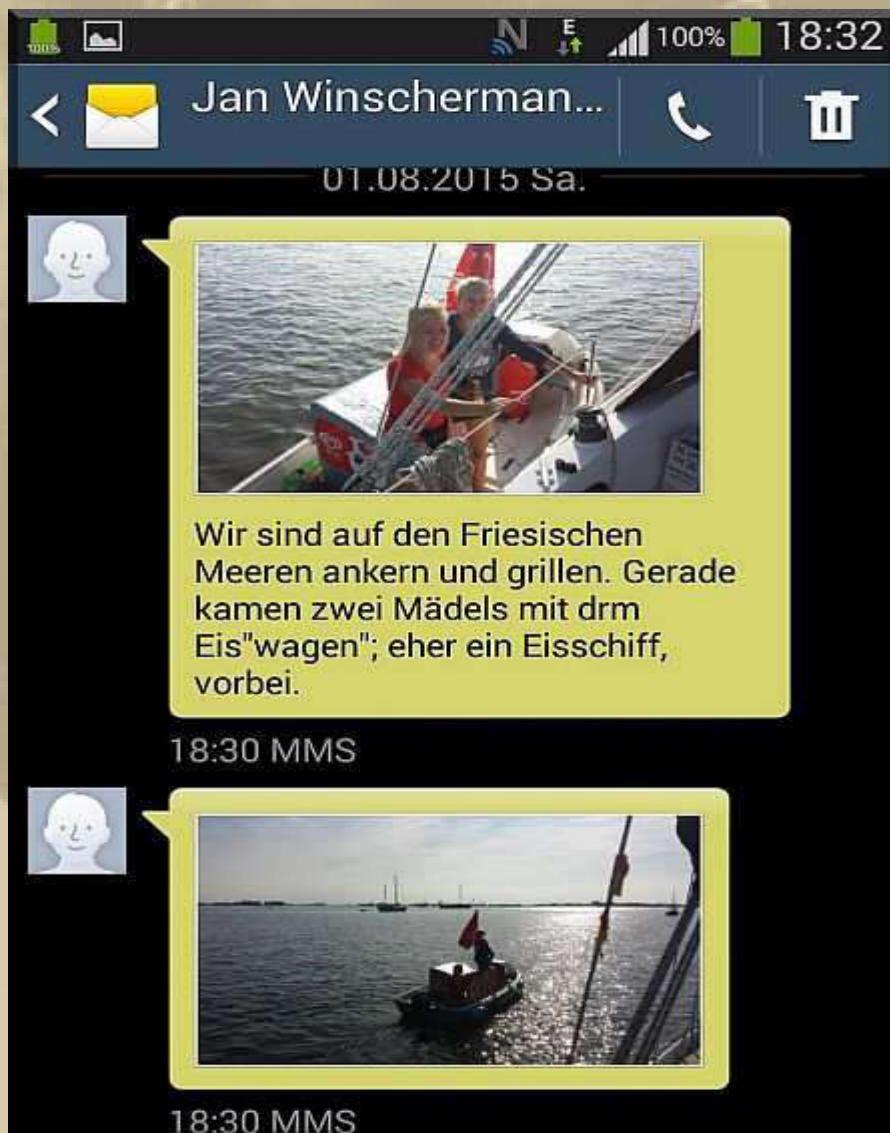 100%
N E 100% 18:32
Jan Winscherman...
01.08.2015 Sa.
Wir sind auf den Friesischen
Meeren ankern und grillen. Gerade
kamen zwei Mädels mit drm
Eis"wagen"; eher ein Eisschiff,
vorbei.
18:30 MMS
18:30 MMS